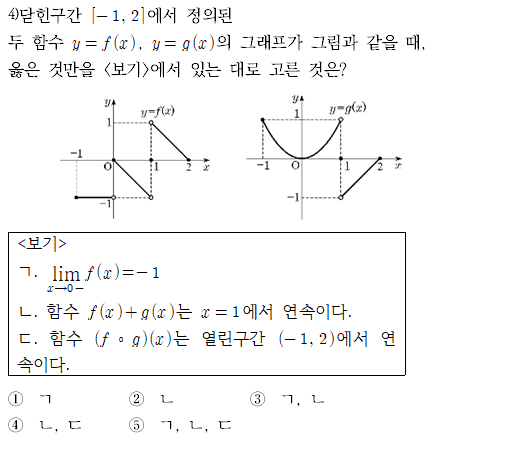 4)닫힌구간 [-1, 2]에서 정의된
두 함수 y=f(x), y=g(x)의 그래프가 그림과 같을 때,
옳은 것만을 <보기>에서 있는 대로 고른 것은?
y
1
y=f(x)
-1
O
1
2
x
-1
y
1
y=g(x)
-1
O
1
2
x
-1
<보기>
ㄱ. lim f(x)=-1
x→0-
ㄴ. 함수 f(x)+g(x)는 x=1에서 연속이다.
ㄷ. 함수 (f∘g)(x)는 열린구간 (-1, 2)에서 연
속이다.
① ㄱ ② ㄴ ③ ㄱ, ㄴ
④ ㄴ, ㄷ ⑤ ㄱ, ㄴ, ㄷ